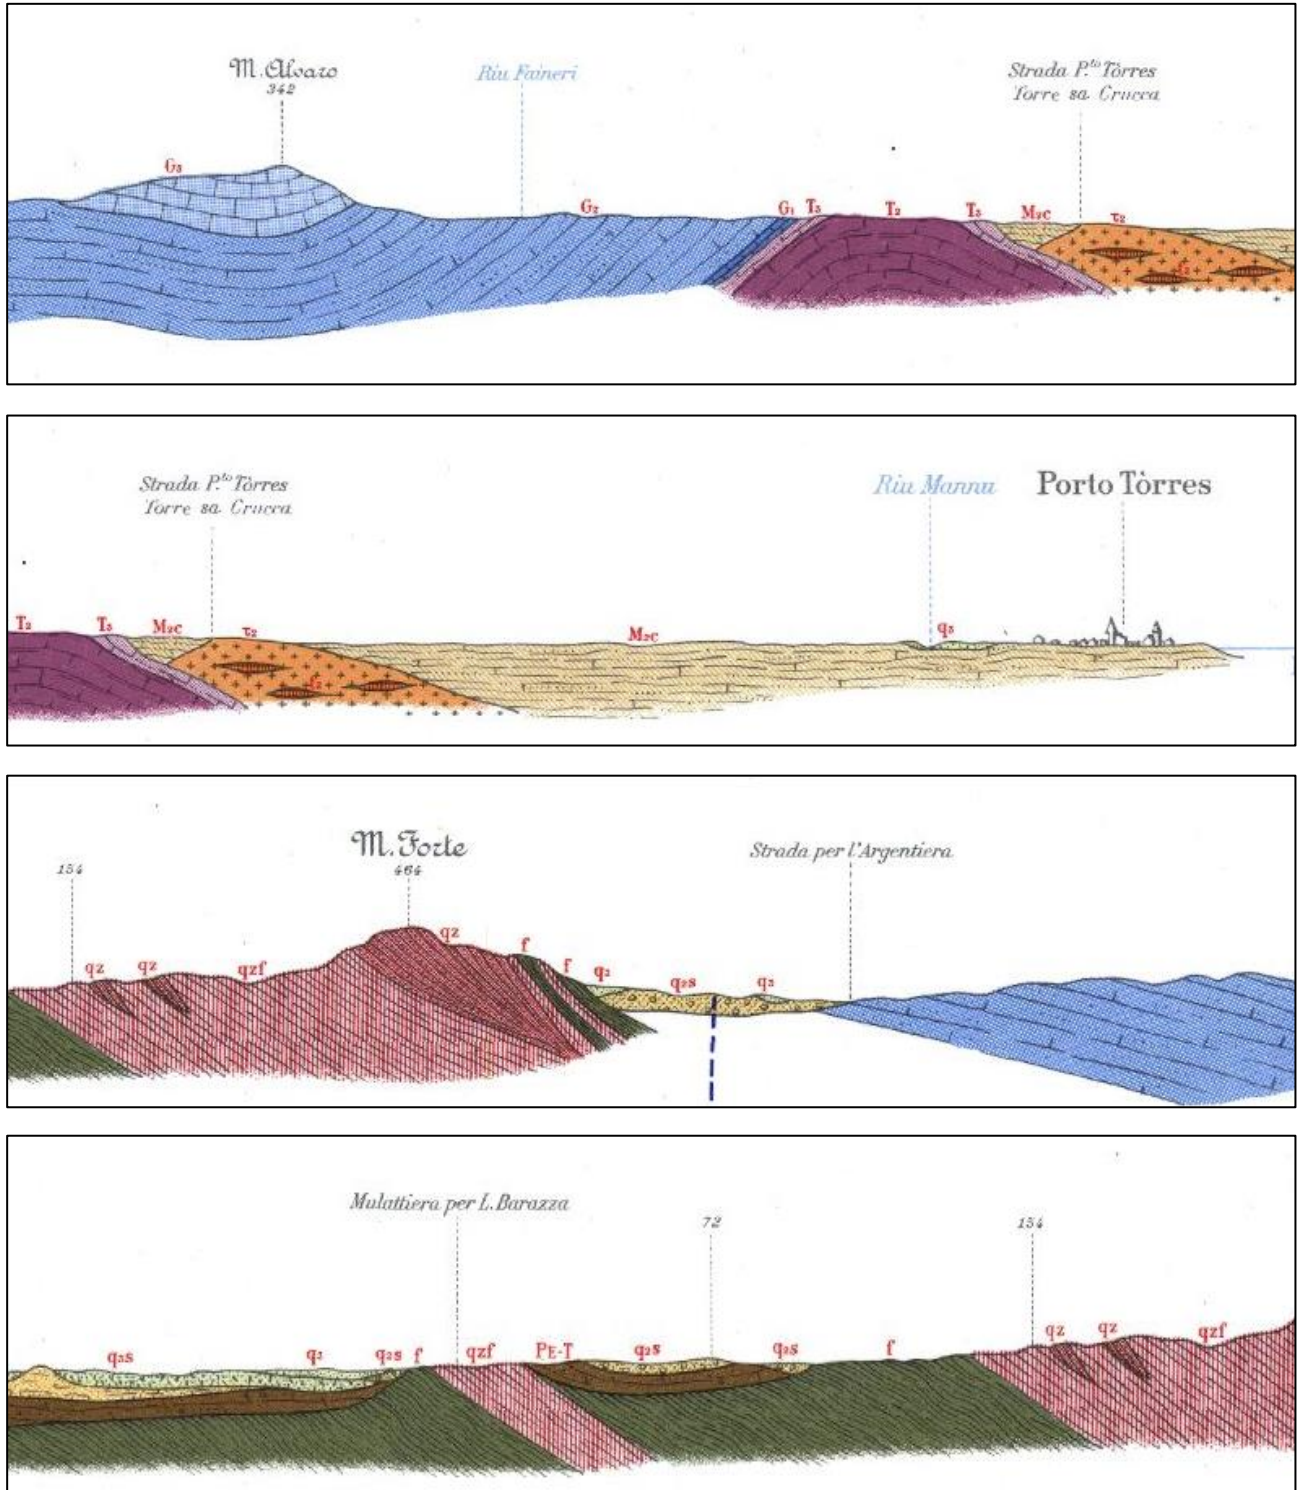 M. Alvaro
342
Riu Faineri
Strada P.to Tòrres
Torre sa Crucca
G3
G2
G1
T3
T2
T3
M2c
τ2
Strada P.to Tòrres
Torre sa Crucca
Riu Mannu
Porto Tòrres
T2
T3
M2c
τ2
M2c
q3
M. Forte
464
Strada per l'Argentiera
154
qz
qz
qzf
qz
f
f
q2
q2s
q3
Mulattiera per L. Barazza
72
154
q3s
q2
q2s
f
qzf
PE-T
q2s
q2s
f
qz
qz
qzf